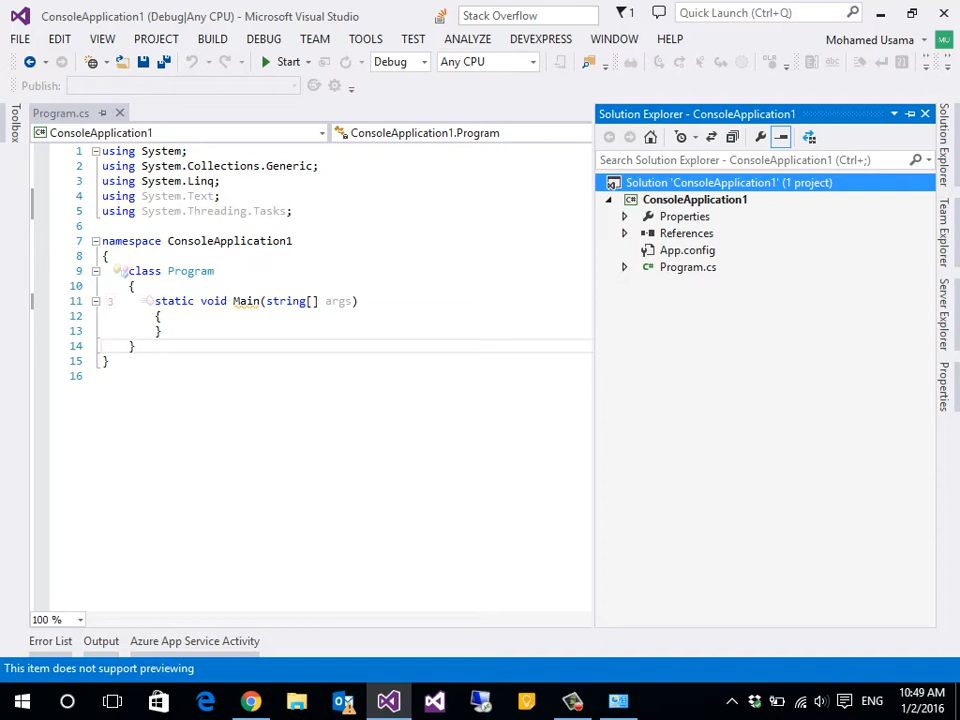 ConsoleApplication1 (Debug|Any CPU) - Microsoft Visual Studio
Stack Overflow
1
Quick Launch (Ctrl+Q)
FILE EDIT VIEW PROJECT BUILD DEBUG TEAM TOOLS TEST ANALYZE DEVEXPRESS WINDOW HELP
Mohamed Usama MU
Start Debug Any CPU
Publish:
Toolbox
Program.cs
ConsoleApplication1
ConsoleApplication1.Program
1 using System;
2 using System.Collections.Generic;
3 using System.Linq;
4 using System.Text;
5 using System.Threading.Tasks;
6
7 namespace ConsoleApplication1
8 {
9 class Program
10 {
11 3 static void Main(string[] args)
12 {
13 }
14 }
15 }
16
100 %
Solution Explorer - ConsoleApplication1
Search Solution Explorer - ConsoleApplication1 (Ctrl+;)
Solution 'ConsoleApplication1' (1 project)
ConsoleApplication1
Properties
References
App.config
Program.cs
Solution Explorer
Team Explorer
Server Explorer
Properties
Error List Output Azure App Service Activity
This item does not support previewing
ENG
10:49 AM
1/2/2016